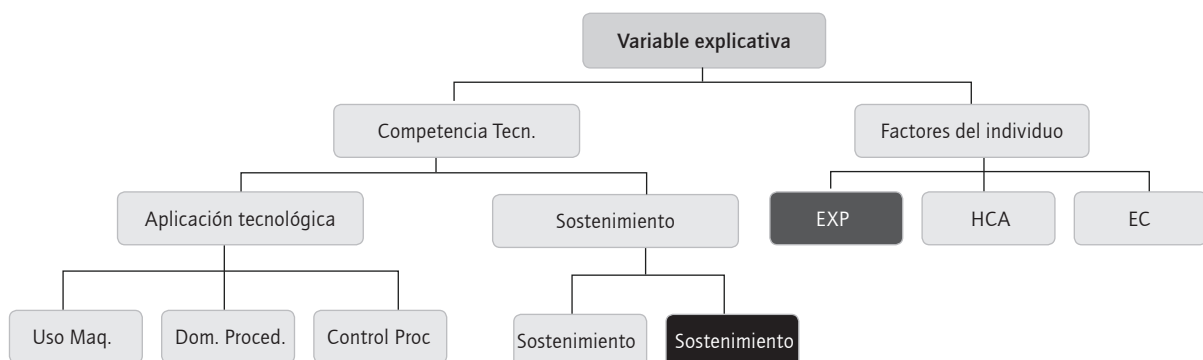 Variable explicativa
Competencia Tecn.
Factores del individuo
Aplicación tecnológica
Sostenimiento
EXP
HCA
EC
Uso Maq.
Dom. Proced.
Control Proc
Sostenimiento
Sostenimiento